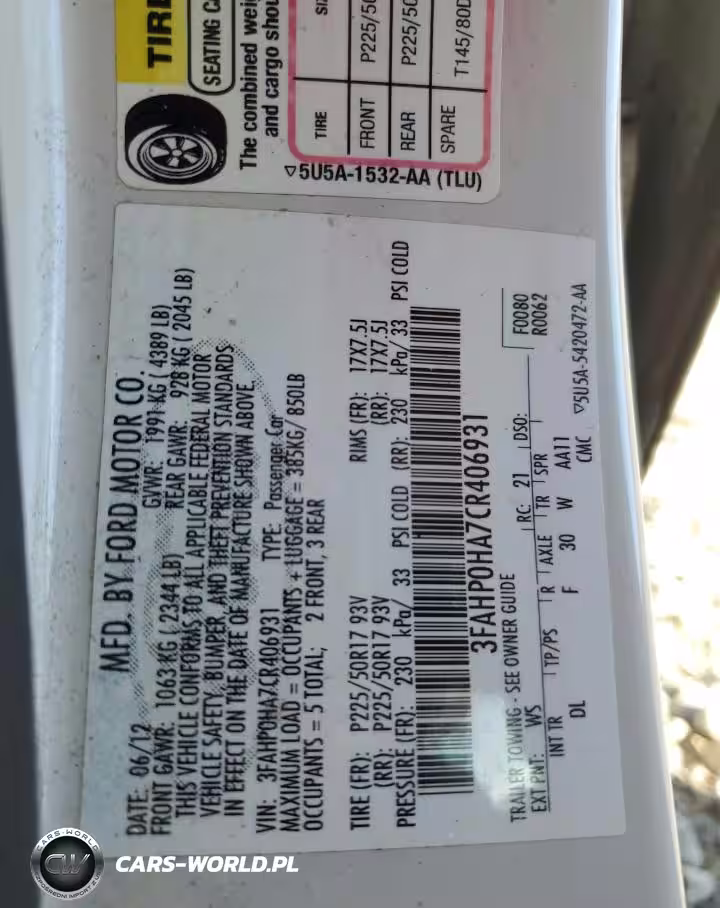 TIRE
SEATING CA
The combined weig
and cargo shou
TIRE SIZ
FRONT P225/50
REAR P225/50
SPARE T145/80D
▽5U5A-1532-AA (TLU)
MFD. BY FORD MOTOR CO.
DATE: 06/12 GVWR: 1991 KG ( 4389 LB)
FRONT GAWR: 1063 KG ( 2344 LB) REAR GAWR: 928 KG ( 2045 LB)
THIS VEHICLE CONFORMS TO ALL APPLICABLE FEDERAL MOTOR
VEHICLE SAFETY, BUMPER, AND THEFT PREVENTION STANDARDS
IN EFFECT ON THE DATE OF MANUFACTURE SHOWN ABOVE
VIN: 3FAHP0HA7CR406931 TYPE: Passenger Car
MAXIMUM LOAD = OCCUPANTS + LUGGAGE = 385KG/ 850LB
OCCUPANTS = 5 TOTAL; 2 FRONT, 3 REAR
TIRE (FR): P225/50R17 93V RIMS (FR): 17X7.5J
(RR): P225/50R17 93V (RR): 17X7.5J
PRESSURE (FR): 230 kPa/ 33 PSI COLD (RR): 230 kPa/ 33 PSI COLD
3FAHP0HA7CR406931
TRAILER TOWING - SEE OWNER GUIDE F0080
EXT PNT: WS RC: 21 DSO: R0062
INT TR TP/PS R AXLE TR SPR
DL F 30 W AA11
CMC ▽5U5A-5420472-AA
CARS-WORLD
CW
CARS-WORLD.PL